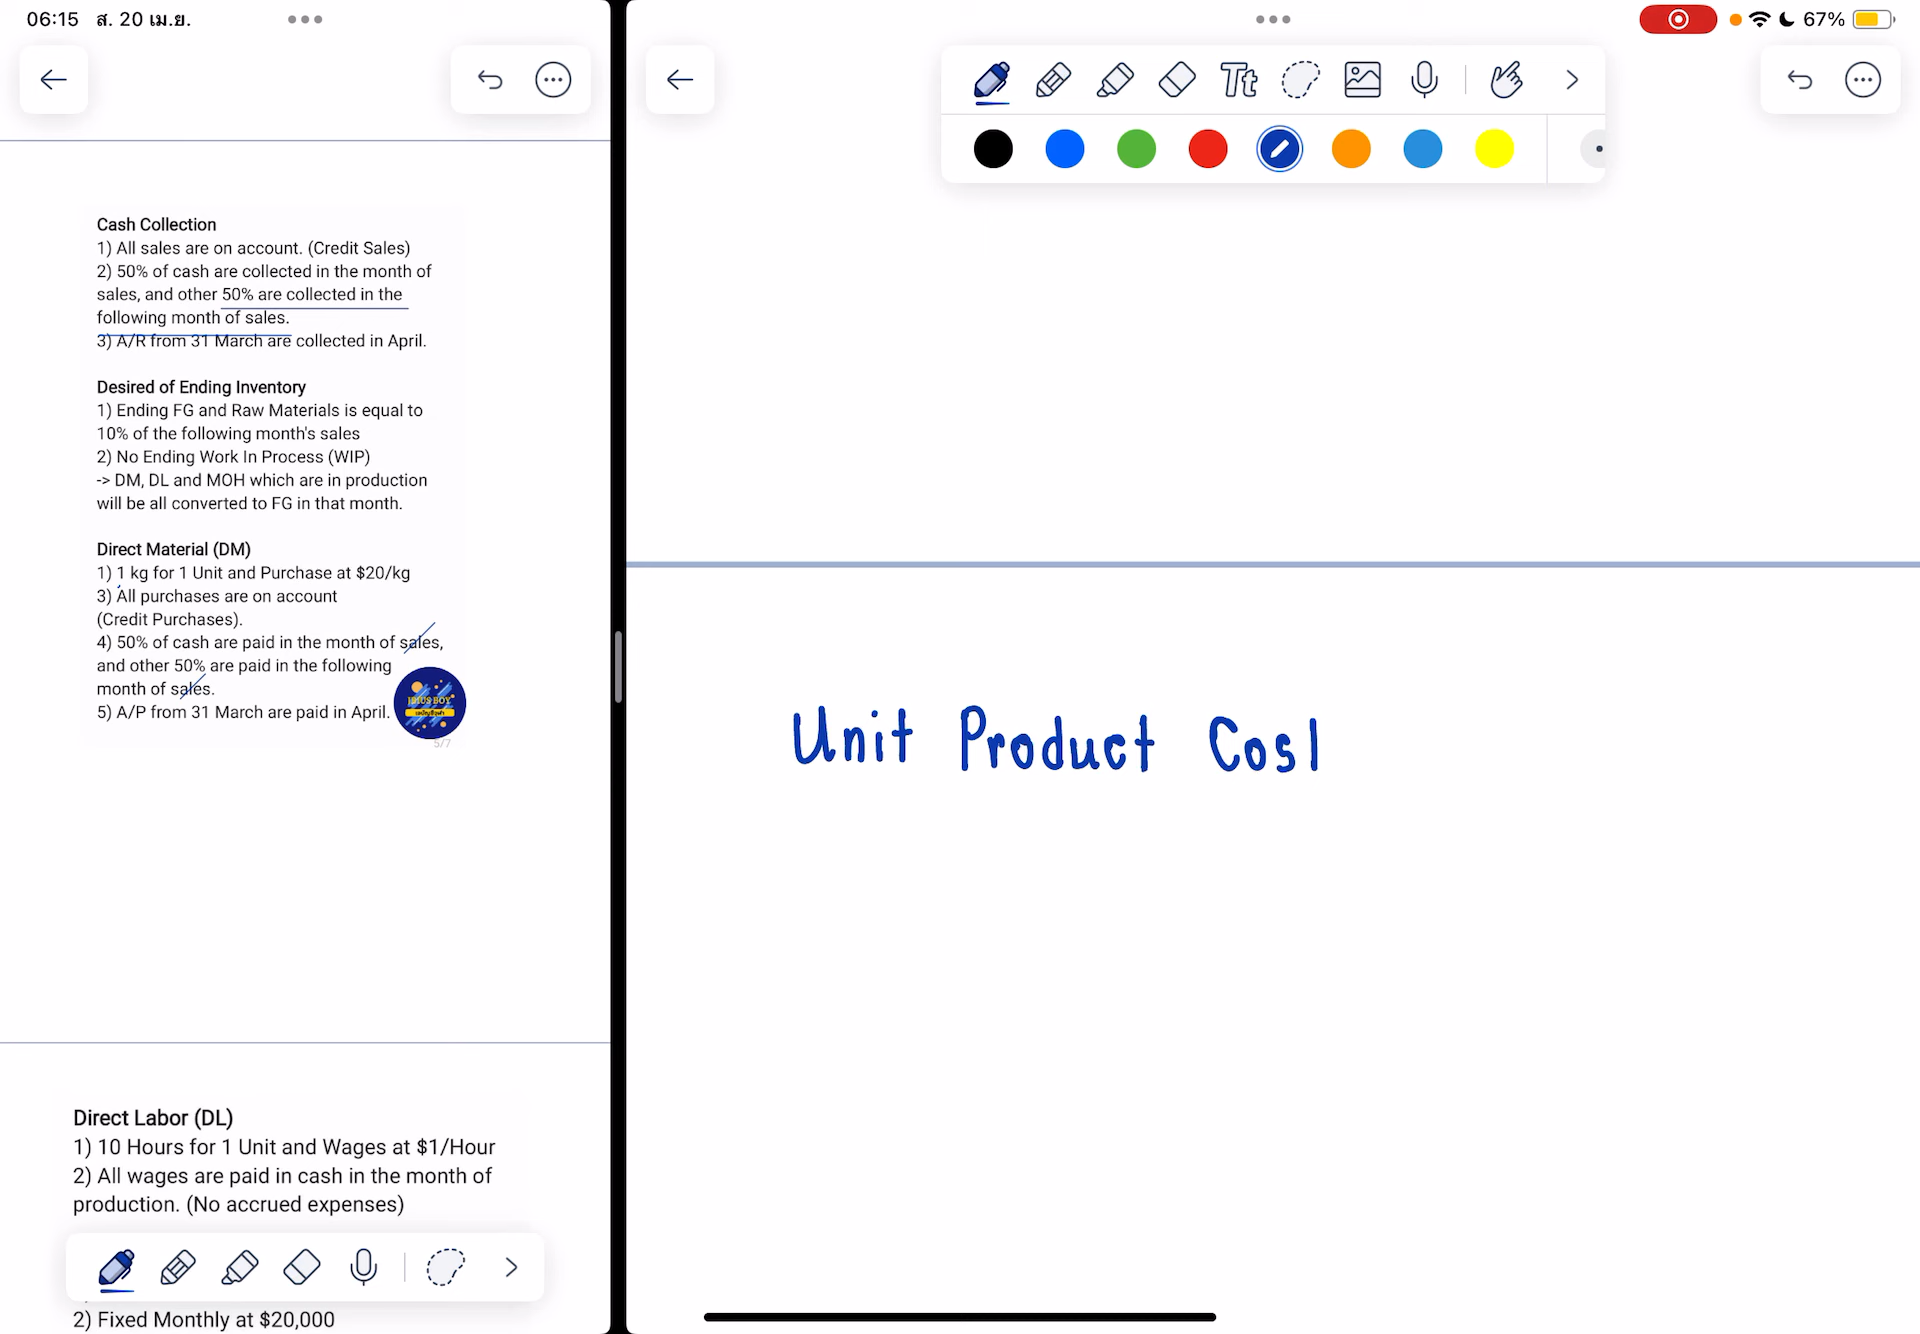 06:15 ส. 20 เม.ย.
67%
Tt
Cash Collection
1) All sales are on account. (Credit Sales)
2) 50% of cash are collected in the month of
sales, and other 50% are collected in the
following month of sales.
3) A/R from 31 March are collected in April.
Desired of Ending Inventory
1) Ending FG and Raw Materials is equal to
10% of the following month's sales
2) No Ending Work In Process (WIP)
-> DM, DL and MOH which are in production
will be all converted to FG in that month.
Direct Material (DM)
1) 1 kg for 1 Unit and Purchase at $20/kg
3) All purchases are on account
(Credit Purchases).
4) 50% of cash are paid in the month of sales,
and other 50% are paid in the following
month of sales.
5) A/P from 31 March are paid in April.
5/7
Direct Labor (DL)
1) 10 Hours for 1 Unit and Wages at $1/Hour
2) All wages are paid in cash in the month of
production. (No accrued expenses)
2) Fixed Monthly at $20,000
Unit Product Cosl